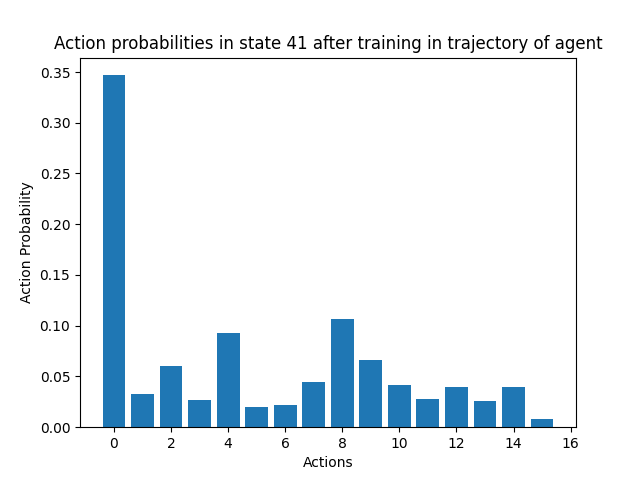 Action probabilities in state 41 after training in trajectory of agent
0.35
0.30
0.25
0.20
0.15
0.10
0.05
0.00
Action Probability
0 2 4 6 8 10 12 14 16
Actions